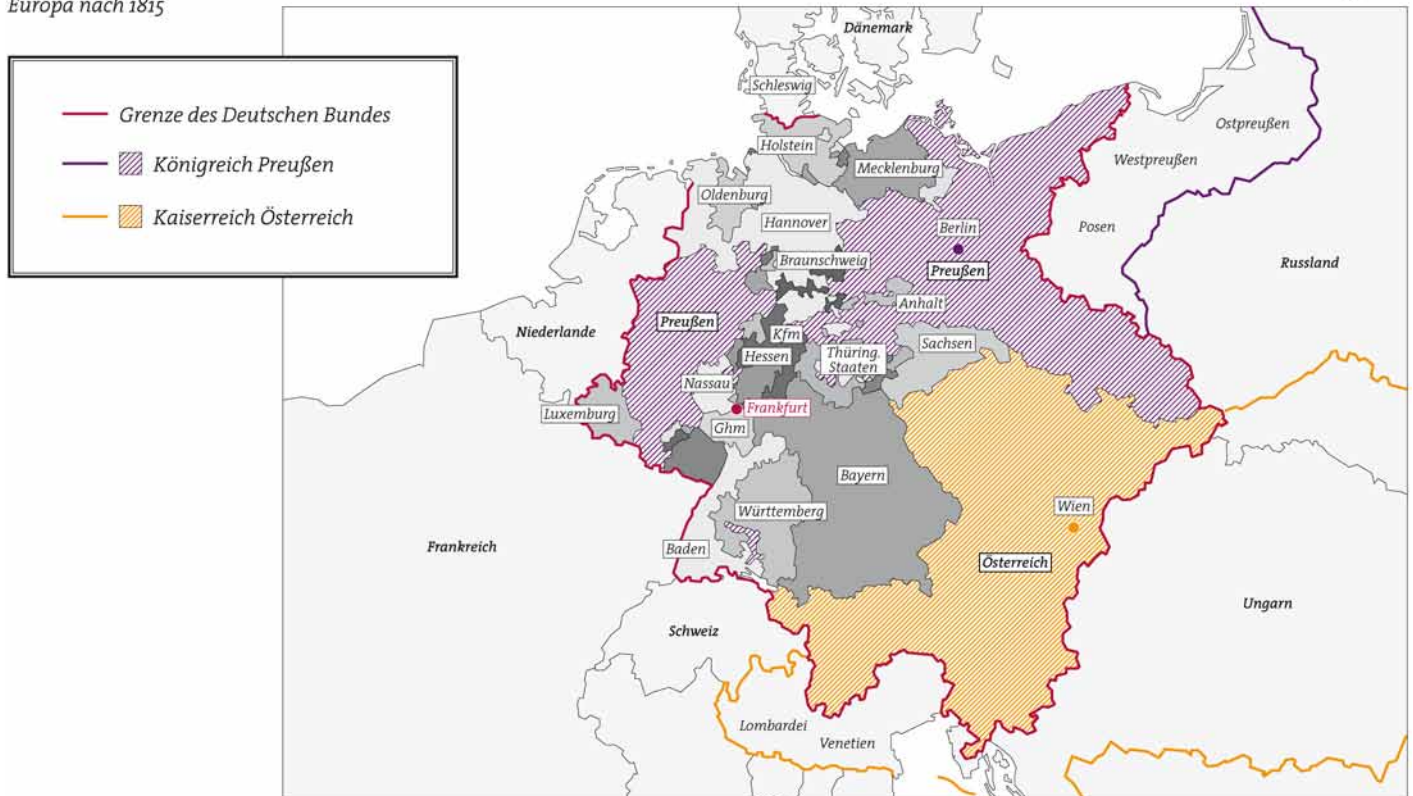 Europa nach 1815
Grenze des Deutschen Bundes
Königreich Preußen
Kaiserreich Österreich
Dänemark
Schleswig
Ostpreußen
Holstein
Westpreußen
Mecklenburg
Oldenburg
Hannover
Berlin
Posen
Braunschweig
Preußen
Russland
Anhalt
Preußen
Niederlande
Kfm
Hessen
Thüring.
Staaten
Sachsen
Nassau
Luxemburg
Frankfurt
Ghm
Bayern
Württemberg
Wien
Frankreich
Baden
Österreich
Ungarn
Schweiz
Lombardei
Venetien